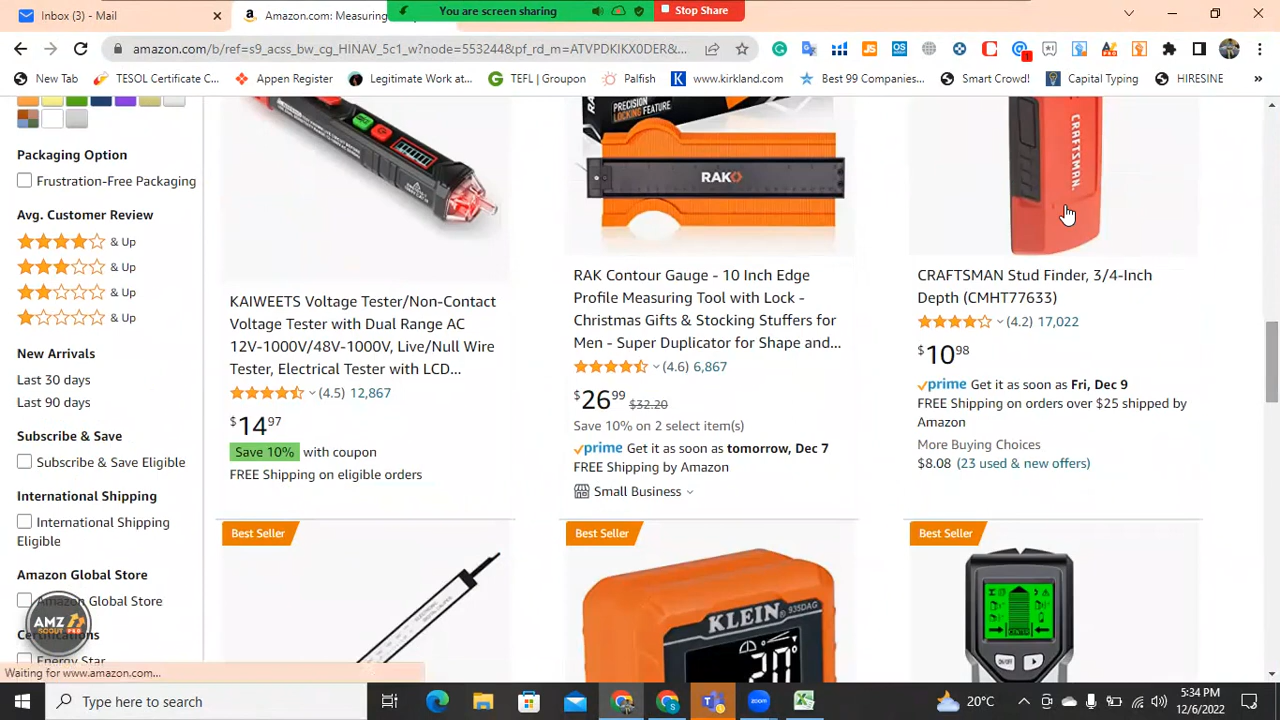 Inbox (3) - Mail
Amazon.com: Measuring
You are screen sharing
Stop Share
amazon.com/b/ref=s9_acss_bw_cg_HINAV_5c1_w?node=553244&pf_rd_m=ATVPDKIKX0DER&...
New Tab
TESOL Certificate C...
Appen Register
Legitimate Work at...
TEFL | Groupon
Palfish
www.kirkland.com
Best 99 Companies...
Smart Crowd!
Capital Typing
HIRESINE
»
Packaging Option
Frustration-Free Packaging
Avg. Customer Review
& Up
& Up
& Up
& Up
New Arrivals
Last 30 days
Last 90 days
Subscribe & Save
Subscribe & Save Eligible
International Shipping
International Shipping
Eligible
Amazon Global Store
Amazon Global Store
Certifications
Energy Star
AMZ
SCOUT PRO
Waiting for www.amazon.com...
KAIWEETS Voltage Tester/Non-Contact
Voltage Tester with Dual Range AC
12V-1000V/48V-1000V, Live/Null Wire
Tester, Electrical Tester with LCD...
(4.5) 12,867
$14 97
Save 10% with coupon
FREE Shipping on eligible orders
PRECISION
LOCKING FEATURE
RAK
RAK Contour Gauge - 10 Inch Edge
Profile Measuring Tool with Lock -
Christmas Gifts & Stocking Stuffers for
Men - Super Duplicator for Shape and...
(4.6) 6,867
$26 99 $32.20
Save 10% on 2 select item(s)
prime Get it as soon as tomorrow, Dec 7
FREE Shipping by Amazon
Small Business
CRAFTSMAN
CRAFTSMAN Stud Finder, 3/4-Inch
Depth (CMHT77633)
(4.2) 17,022
$10 98
prime Get it as soon as Fri, Dec 9
FREE Shipping on orders over $25 shipped by
Amazon
More Buying Choices
$8.08 (23 used & new offers)
Best Seller
Best Seller
KLEIN 935DAG
20°
Best Seller
CENTER
ON/OFF
Type here to search
zoom
20°C
5:34 PM
12/6/2022